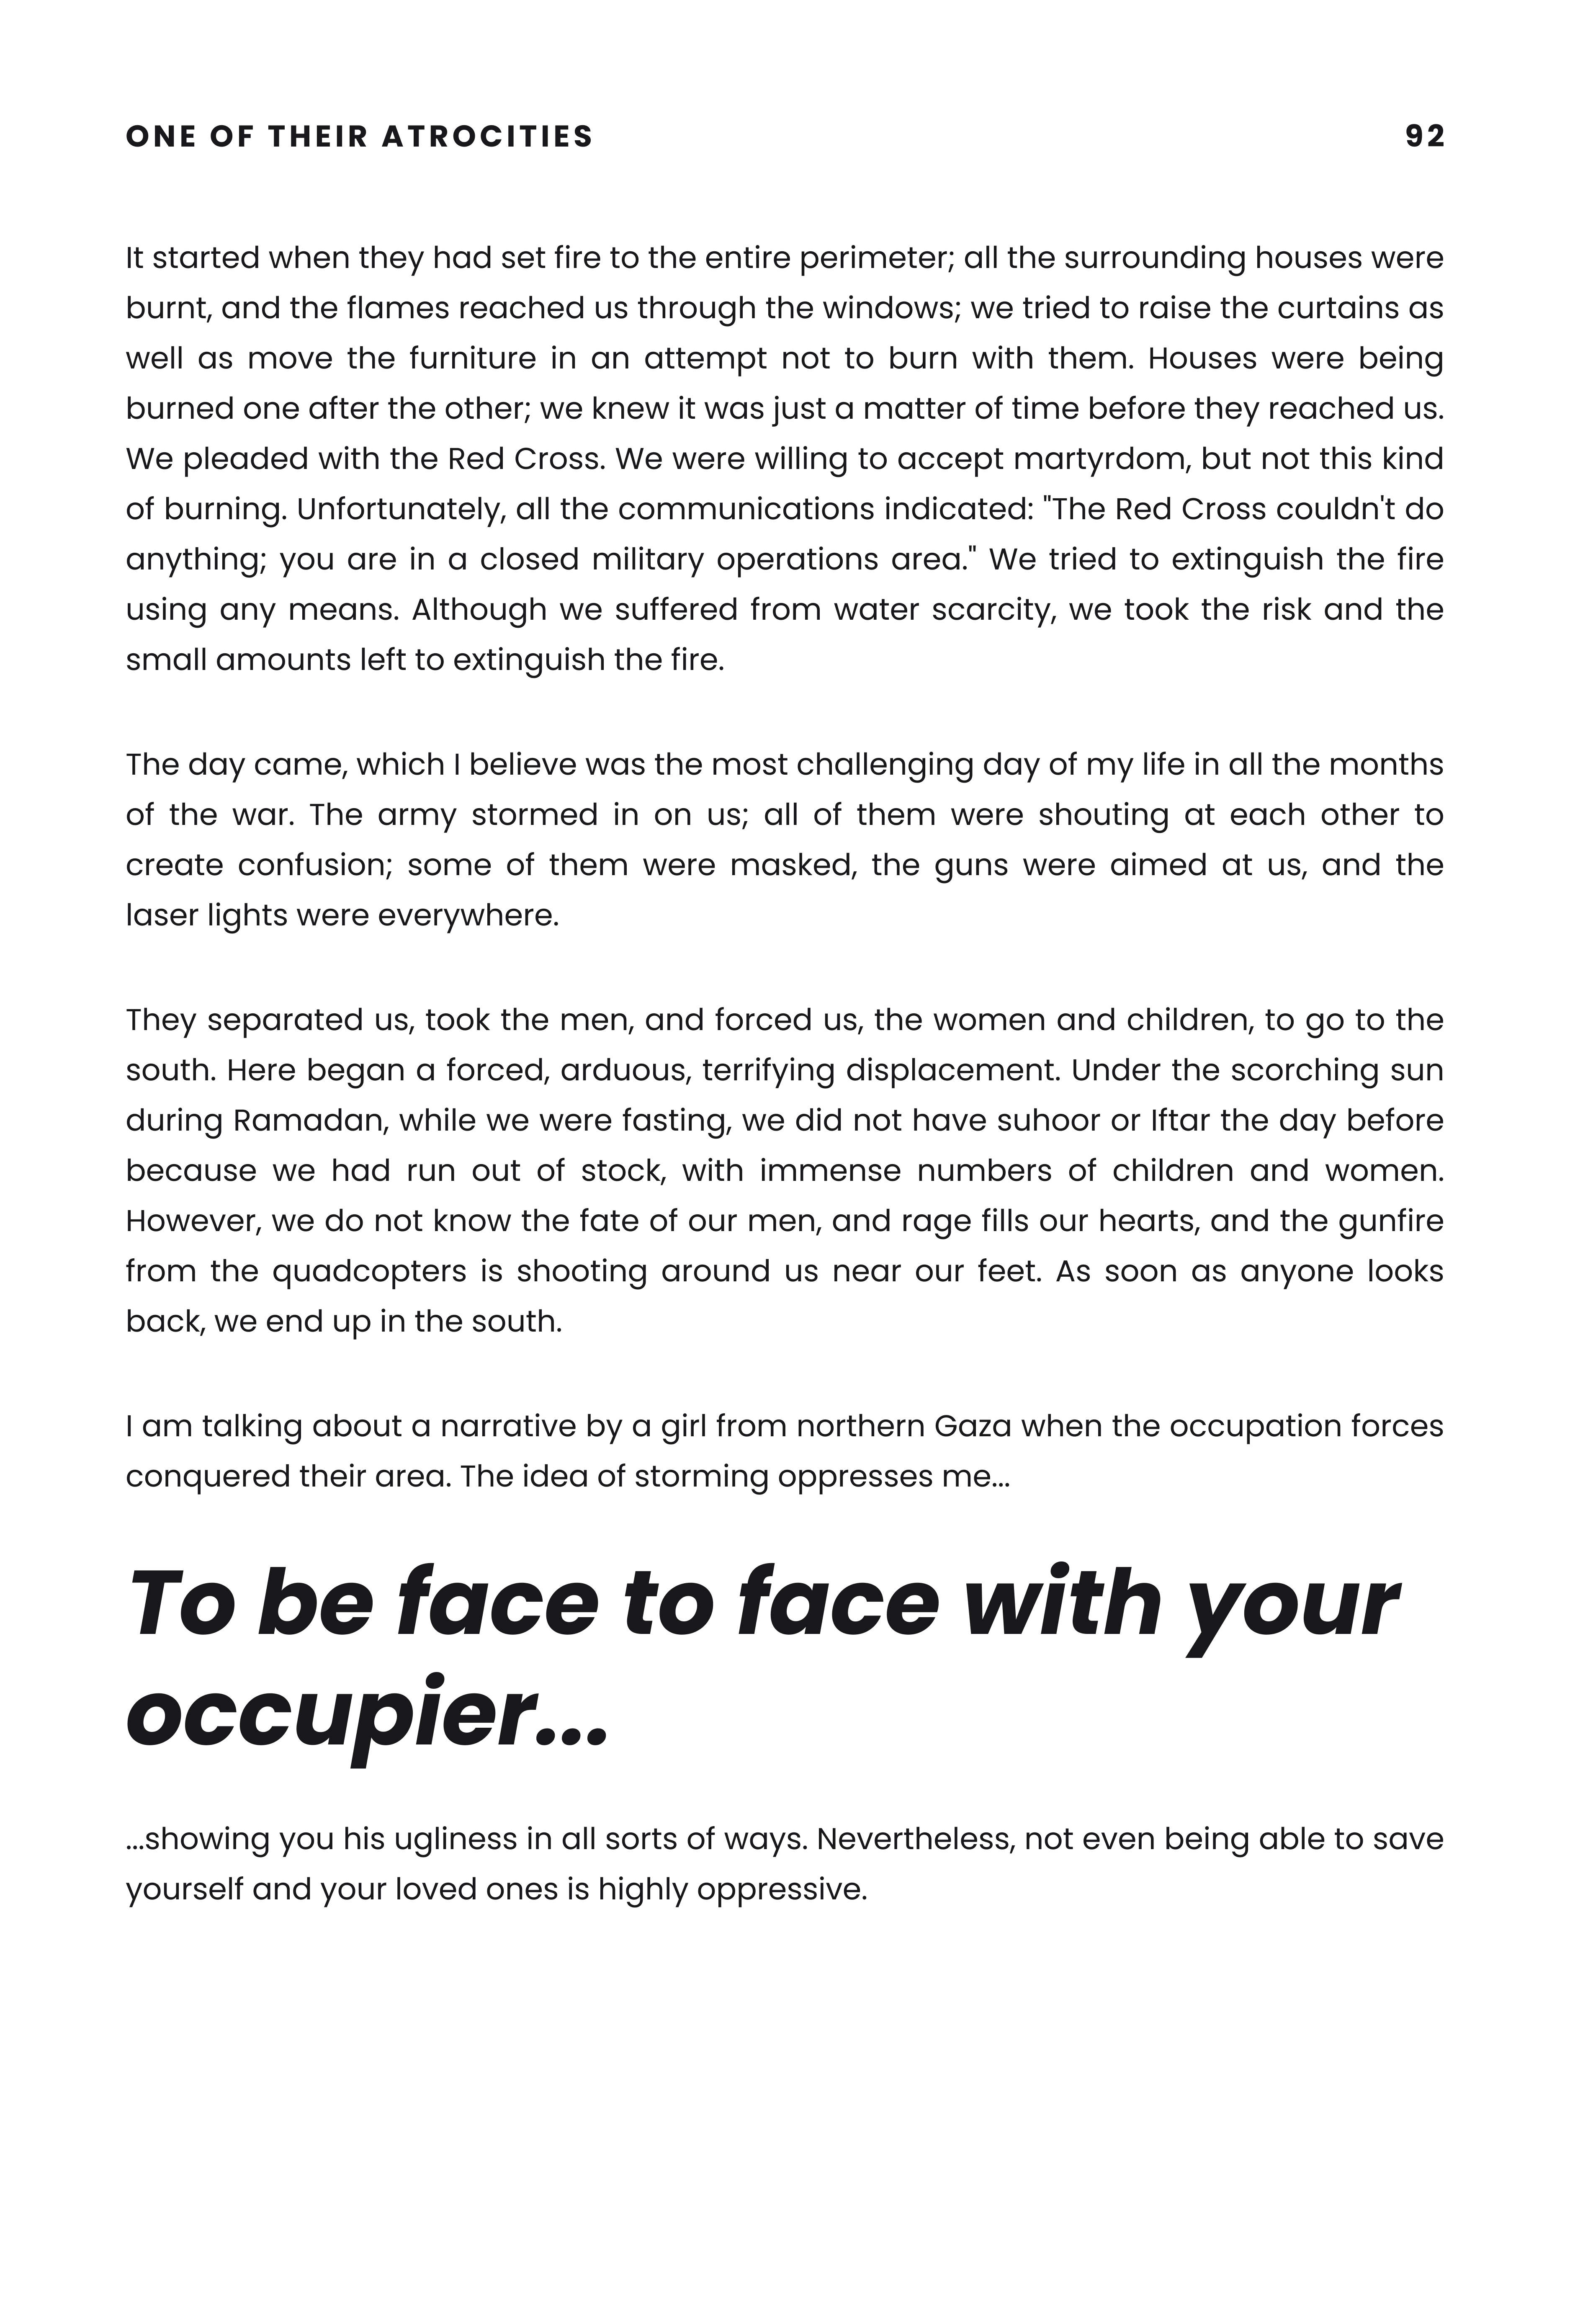 ONE OF THEIR ATROCITIES 92
It started when they had set fire to the entire perimeter; all the surrounding houses were
burnt, and the flames reached us through the windows; we tried to raise the curtains as
well as move the furniture in an attempt not to burn with them. Houses were being
burned one after the other; we knew it was just a matter of time before they reached us.
We pleaded with the Red Cross. We were willing to accept martyrdom, but not this kind
of burning. Unfortunately, all the communications indicated: "The Red Cross couldn't do
anything; you are in a closed military operations area." We tried to extinguish the fire
using any means. Although we suffered from water scarcity, we took the risk and the
small amounts left to extinguish the fire.
The day came, which I believe was the most challenging day of my life in all the months
of the war. The army stormed in on us; all of them were shouting at each other to
create confusion; some of them were masked, the guns were aimed at us, and the
laser lights were everywhere.
They separated us, took the men, and forced us, the women and children, to go to the
south. Here began a forced, arduous, terrifying displacement. Under the scorching sun
during Ramadan, while we were fasting, we did not have suhoor or Iftar the day before
because we had run out of stock, with immense numbers of children and women.
However, we do not know the fate of our men, and rage fills our hearts, and the gunfire
from the quadcopters is shooting around us near our feet. As soon as anyone looks
back, we end up in the south.
I am talking about a narrative by a girl from northern Gaza when the occupation forces
conquered their area. The idea of storming oppresses me...
To be face to face with your
occupier...
...showing you his ugliness in all sorts of ways. Nevertheless, not even being able to save
yourself and your loved ones is highly oppressive.